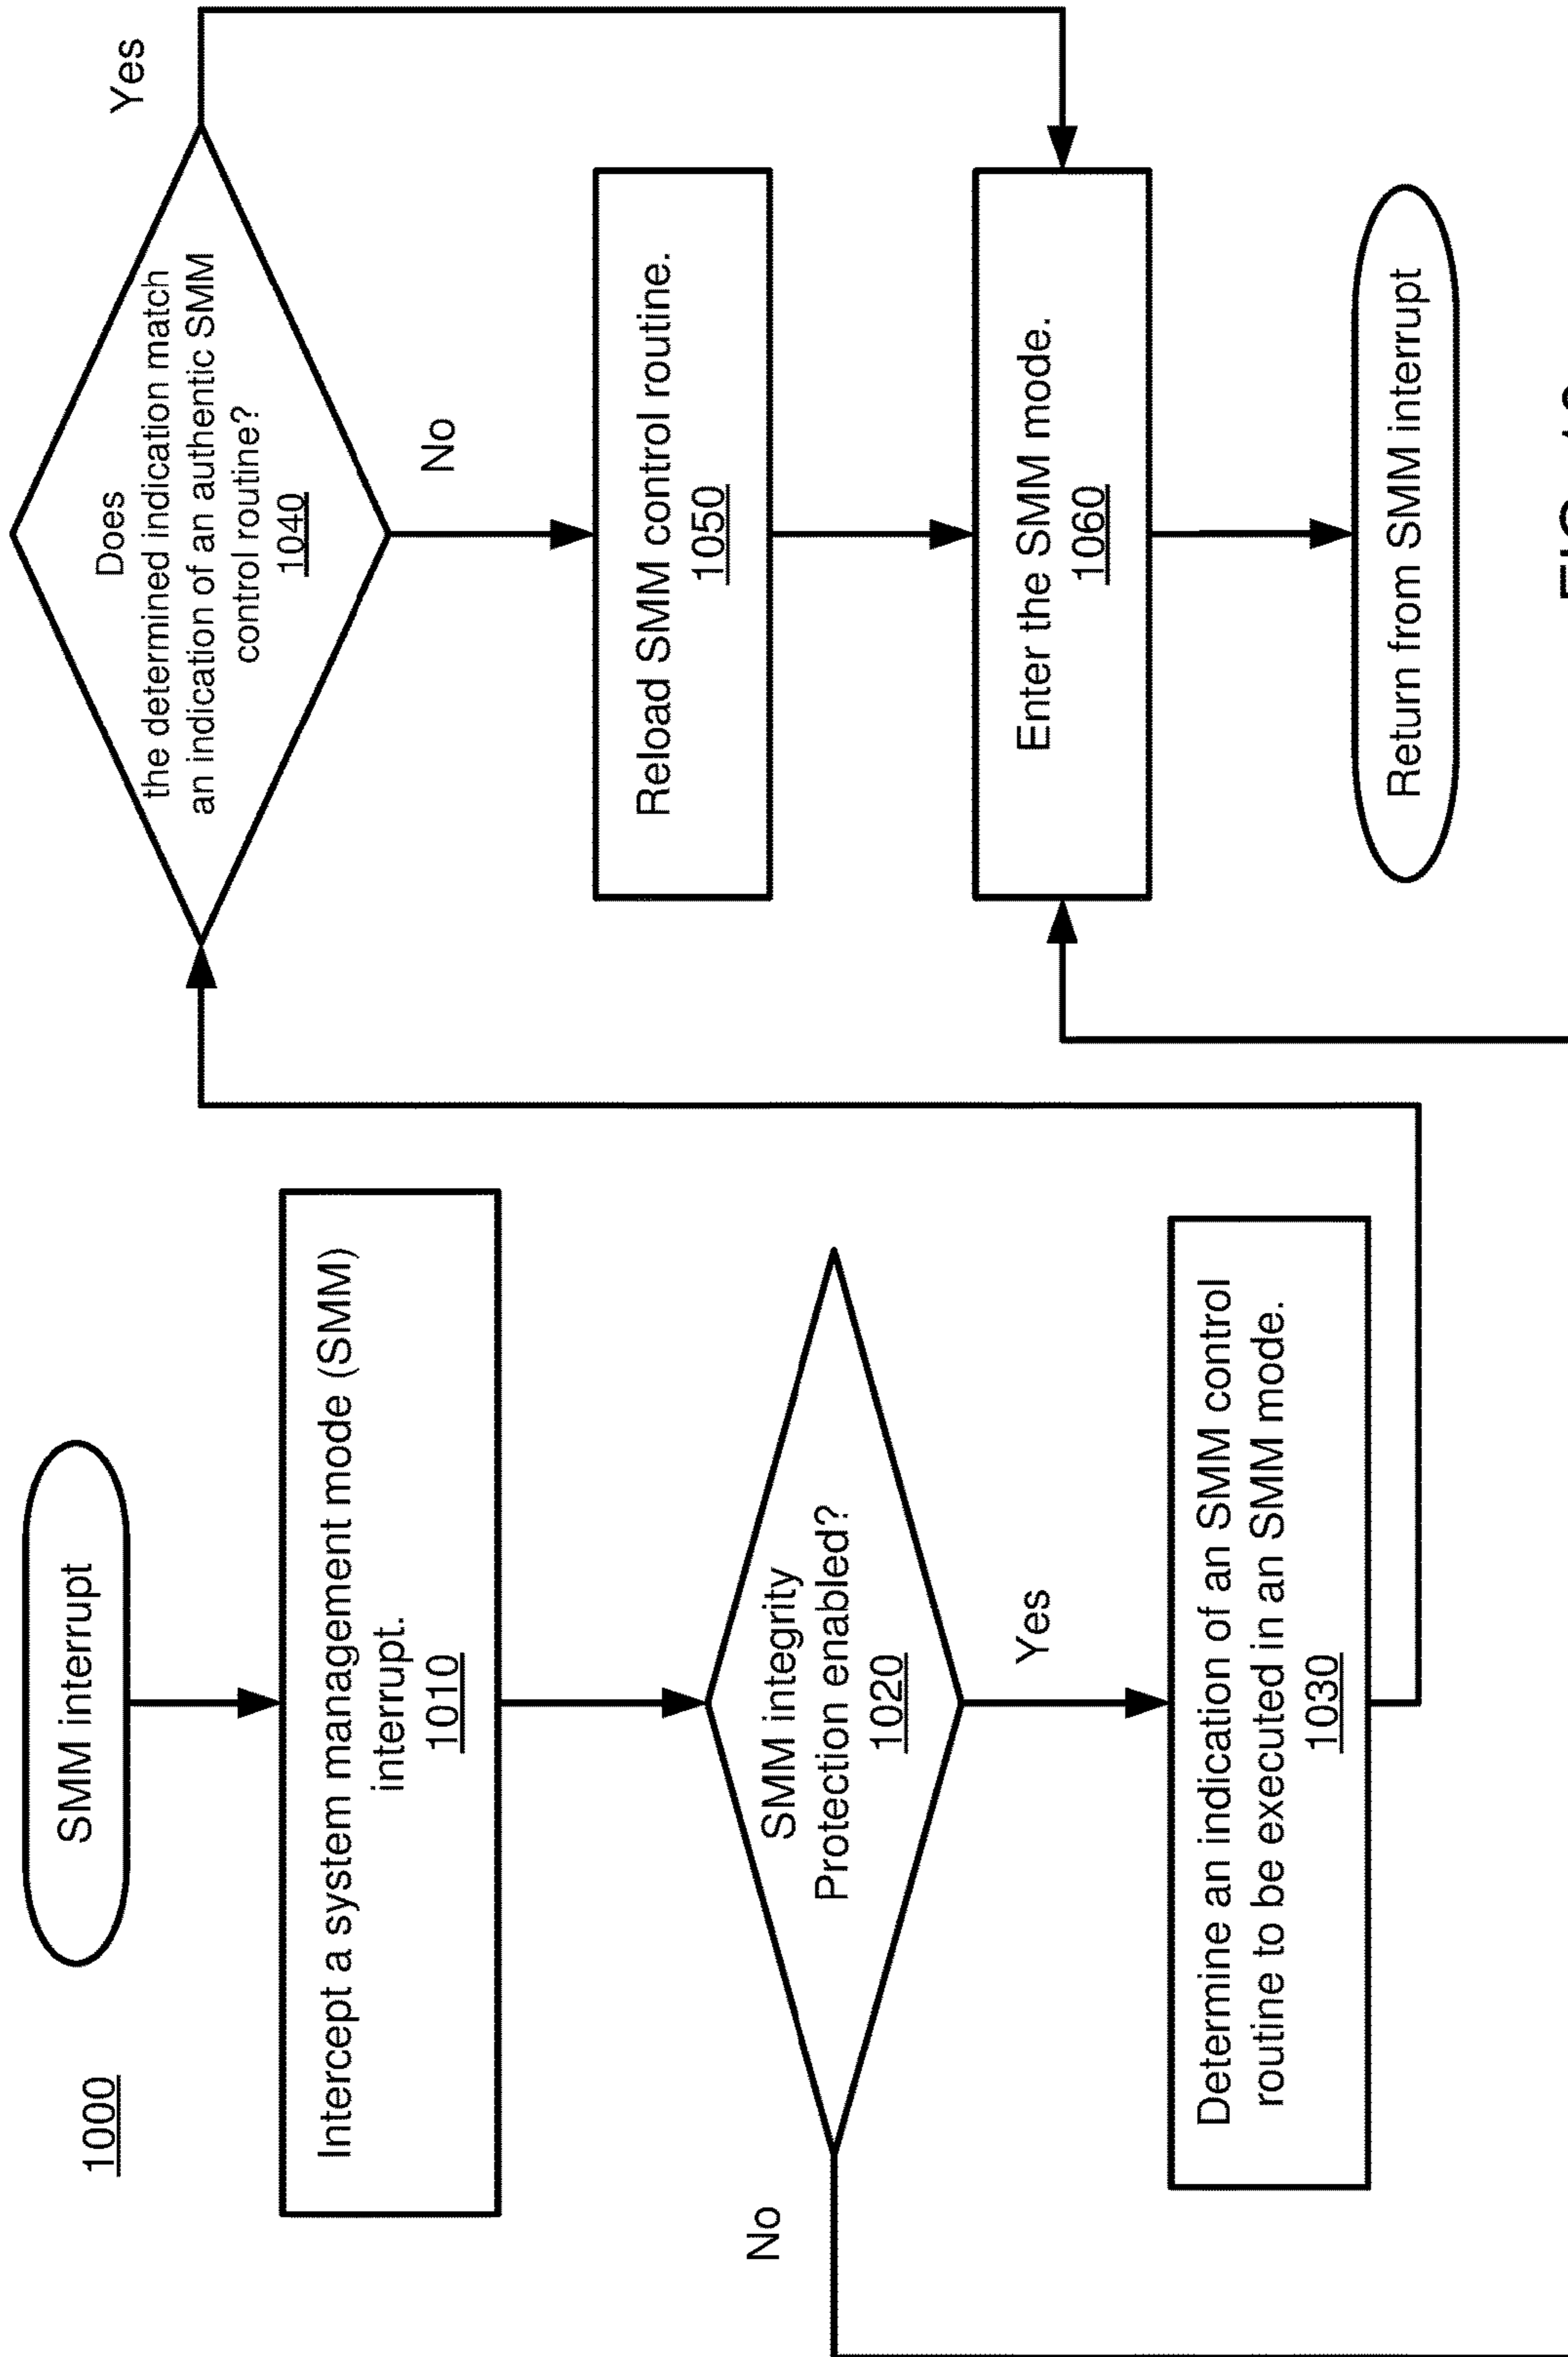 1000
SMM interrupt
Intercept a system management mode (SMM)
interrupt.
1010
SMM integrity
Protection enabled?
1020
No
Yes
Determine an indication of an SMM control
routine to be executed in an SMM mode.
1030
Does
the determined indication match
an indication of an authentic SMM
control routine?
1040
Yes
No
Reload SMM control routine.
1050
Enter the SMM mode.
1060
Return from SMM interrupt